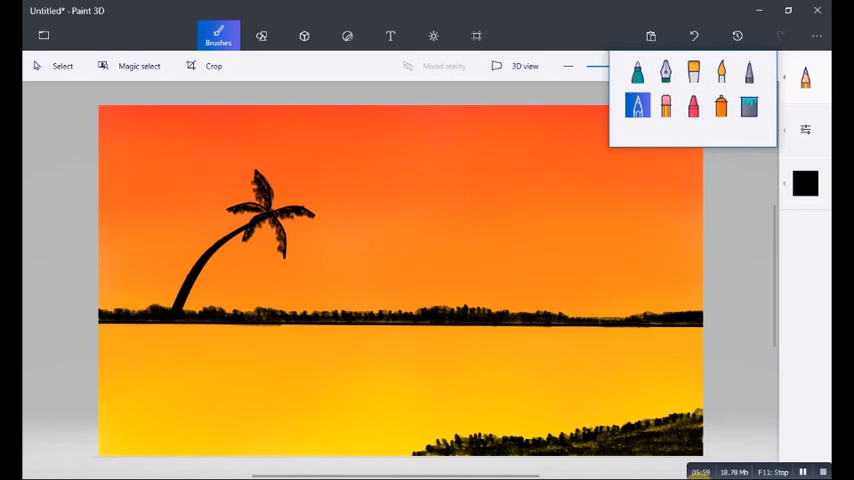 Untitled* - Paint 3D
Brushes
T
Select
Magic select
Crop
Mixed reality
3D view
05:59
18.78 Mb
F11: Stop